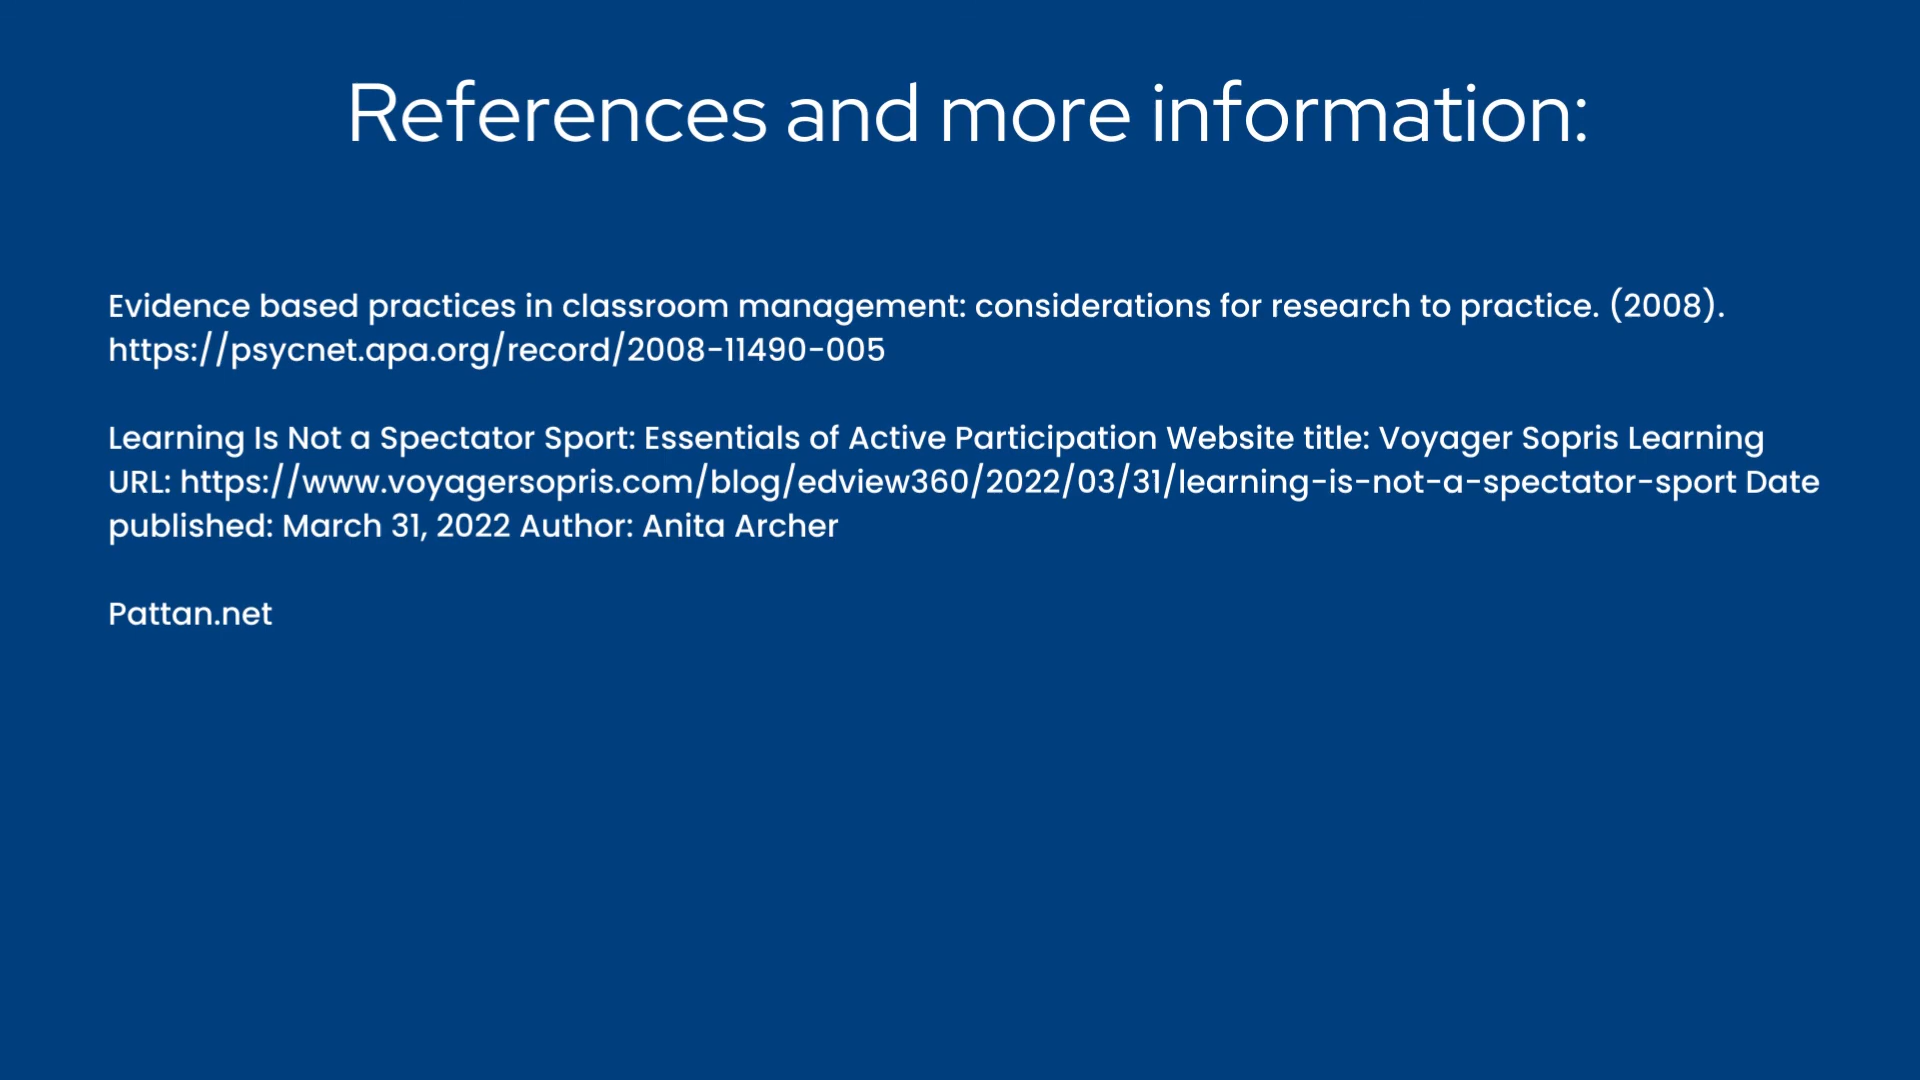 References and more information:
Evidence based practices in classroom management: considerations for research to practice. (2008).
https://psycnet.apa.org/record/2008-11490-005
Learning Is Not a Spectator Sport: Essentials of Active Participation Website title: Voyager Sopris Learning
URL: https://www.voyagersopris.com/blog/edview360/2022/03/31/learning-is-not-a-spectator-sport Date
published: March 31, 2022 Author: Anita Archer
Pattan.net